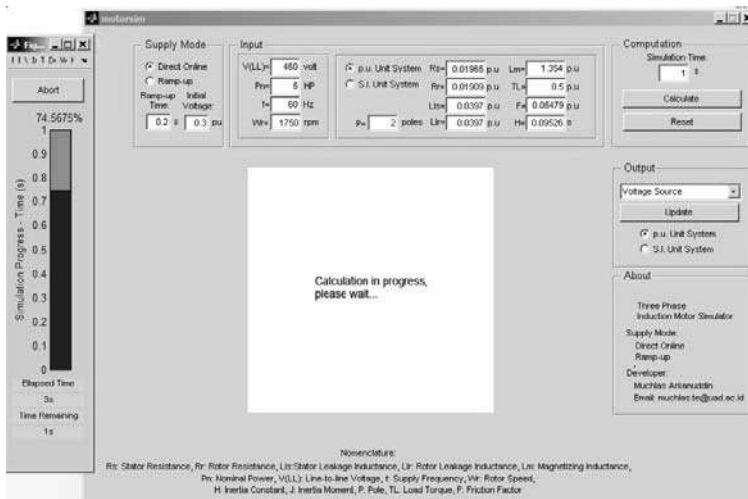 Fig...
Abort
74.5675%
1
0.9
0.8
0.7
0.6
0.5
0.4
0.3
0.2
0.1
0
Simulation Progress - Time (s)
Elapsed Time
3s
Time Remaining
1s
motorsim
Supply Mode
Direct Online
Ramp-up
Ramp-up Initial
Time: Voltage:
0.2 s 0.3 pu
Input
V(LL)= 460 volt
Pn= 5 HP
f= 60 Hz
Wr= 1750 rpm
p.u. Unit System
S.I. Unit System
P= 2 poles
Rs= 0.01965 p.u
Rr= 0.01909 p.u
Lls= 0.0397 p.u
Llr= 0.0397 p.u
Lm= 1.354 p.u
TL= 0.5 p.u
F= 0.05479 p.u
H= 0.09526 s
Computation
Simulation Time:
1 s
Calculate
Reset
Output
Voltage Source
Update
p.u. Unit System
S.I. Unit System
About
Three Phase
Induction Motor Simulator
Supply Mode:
Direct Online
Ramp-up
Developer:
Muchlas Arkanuddin
Email: muchlas.te@uad.ac.id
Calculation in progress,
please wait...
Nomenclature:
Rs: Stator Resistance, Rr: Rotor Resistance, Lls:Stator Leakage Inductance, Llr: Rotor Leakage Inductance, Lm: Magnetizing Inductance,
Pn: Nominal Power, V(LL): Line-to-line Voltage, f: Supply Frequency, Wr: Rotor Speed,
H: Inertia Constant, J: Inertia Moment, P: Pole, TL: Load Torque, F: Friction Factor